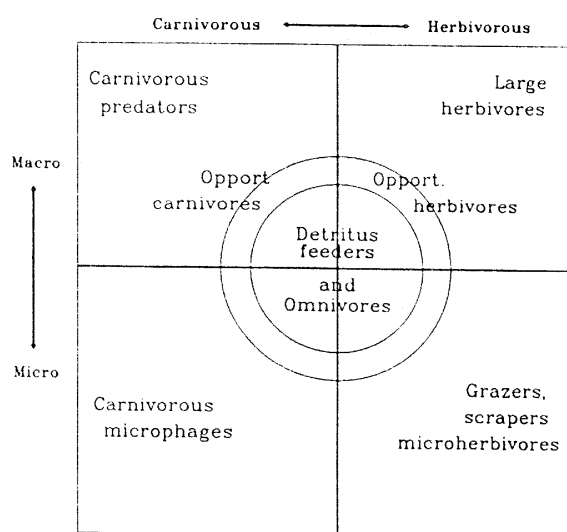 Carnivorous Herbivorous
Carnivorous
predators
Large
herbivores
Macro
Opport
carnivores
Opport.
herbivores
Detritus
feeders
and
Omnivores
Micro
Carnivorous
microphages
Grazers,
scrapers
microherbivores